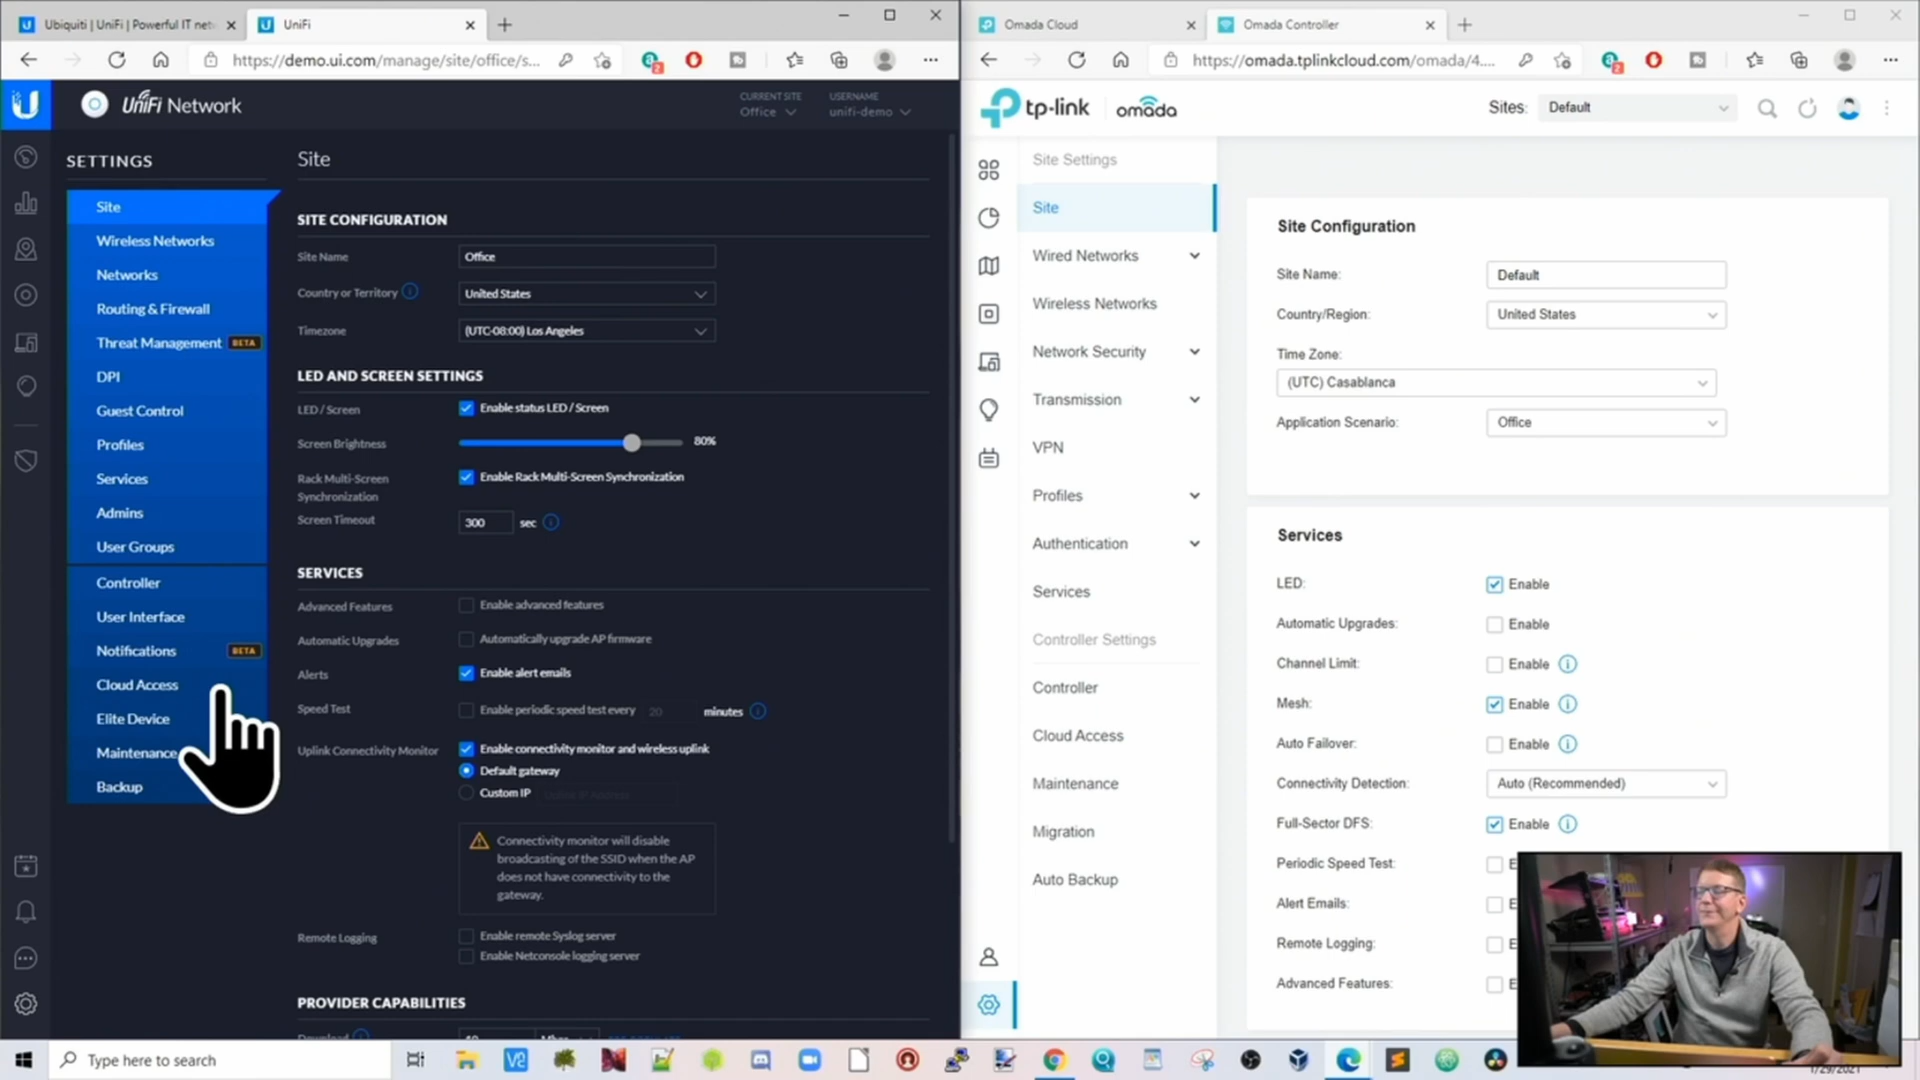 Ubiquiti | UniFi | Powerful IT net
UniFi
https://demo.ui.com/manage/site/office/s...
2
UniFi Network
CURRENT SITE
Office
USERNAME
unifi-demo
SETTINGS
Site
Wireless Networks
Networks
Routing & Firewall
Threat Management BETA
DPI
Guest Control
Profiles
Services
Admins
User Groups
Controller
User Interface
Notifications BETA
Cloud Access
Elite Device
Maintenance
Backup
Site
SITE CONFIGURATION
Site Name Office
Country or Territory United States
Timezone (UTC-08:00) Los Angeles
LED AND SCREEN SETTINGS
LED / Screen Enable status LED / Screen
Screen Brightness 80%
Rack Multi-Screen Synchronization Enable Rack Multi-Screen Synchronization
Screen Timeout 300 sec
SERVICES
Advanced Features Enable advanced features
Automatic Upgrades Automatically upgrade AP firmware
Alerts Enable alert emails
Speed Test Enable periodic speed test every 20 minutes
Uplink Connectivity Monitor Enable connectivity monitor and wireless uplink
Default gateway
Custom IP
Connectivity monitor will disable
broadcasting of the SSID when the AP
does not have connectivity to the
gateway.
Remote Logging Enable remote Syslog server
Enable Netconsole logging server
PROVIDER CAPABILITIES
Omada Cloud
Omada Controller
https://omada.tplinkcloud.com/omada/4....
2
tp-link omada
Sites: Default
Site Settings
Site
Wired Networks
Wireless Networks
Network Security
Transmission
VPN
Profiles
Authentication
Services
Controller Settings
Controller
Cloud Access
Maintenance
Migration
Auto Backup
Site Configuration
Site Name: Default
Country/Region: United States
Time Zone:
(UTC) Casablanca
Application Scenario: Office
Services
LED: Enable
Automatic Upgrades: Enable
Channel Limit: Enable
Mesh: Enable
Auto Failover: Enable
Connectivity Detection: Auto (Recommended)
Full-Sector DFS: Enable
Periodic Speed Test: E
Alert Emails: E
Remote Logging: E
Advanced Features: E
Type here to search
1/29/2021